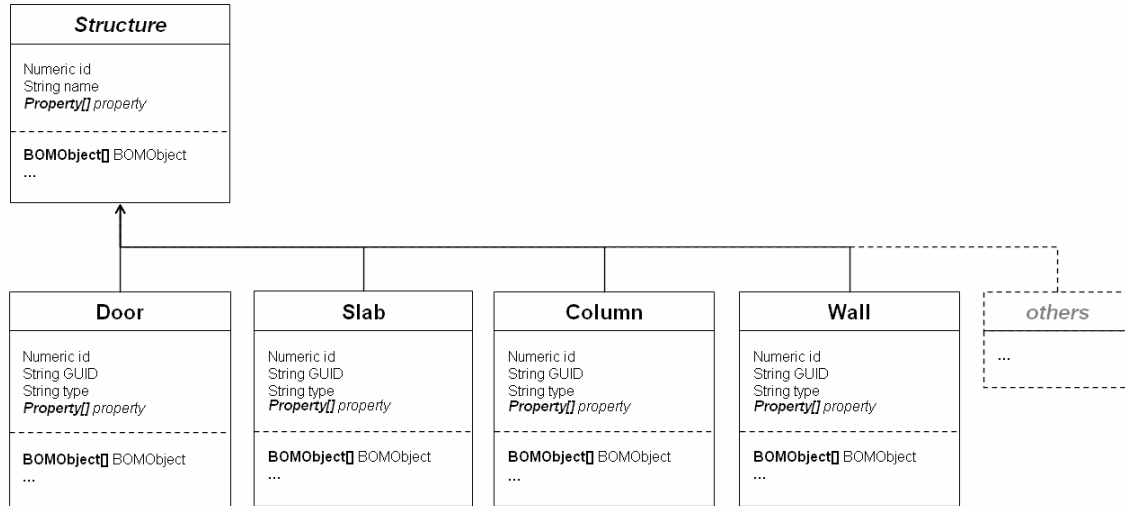 Structure
Numeric id
String name
Property[] property
BOMObject[] BOMObject
...
Door
Numeric id
String GUID
String type
Property[] property
BOMObject[] BOMObject
...
Slab
Numeric id
String GUID
String type
Property[] property
BOMObject[] BOMObject
...
Column
Numeric id
String GUID
String type
Property[] property
BOMObject[] BOMObject
...
Wall
Numeric id
String GUID
String type
Property[] property
BOMObject[] BOMObject
...
others
...